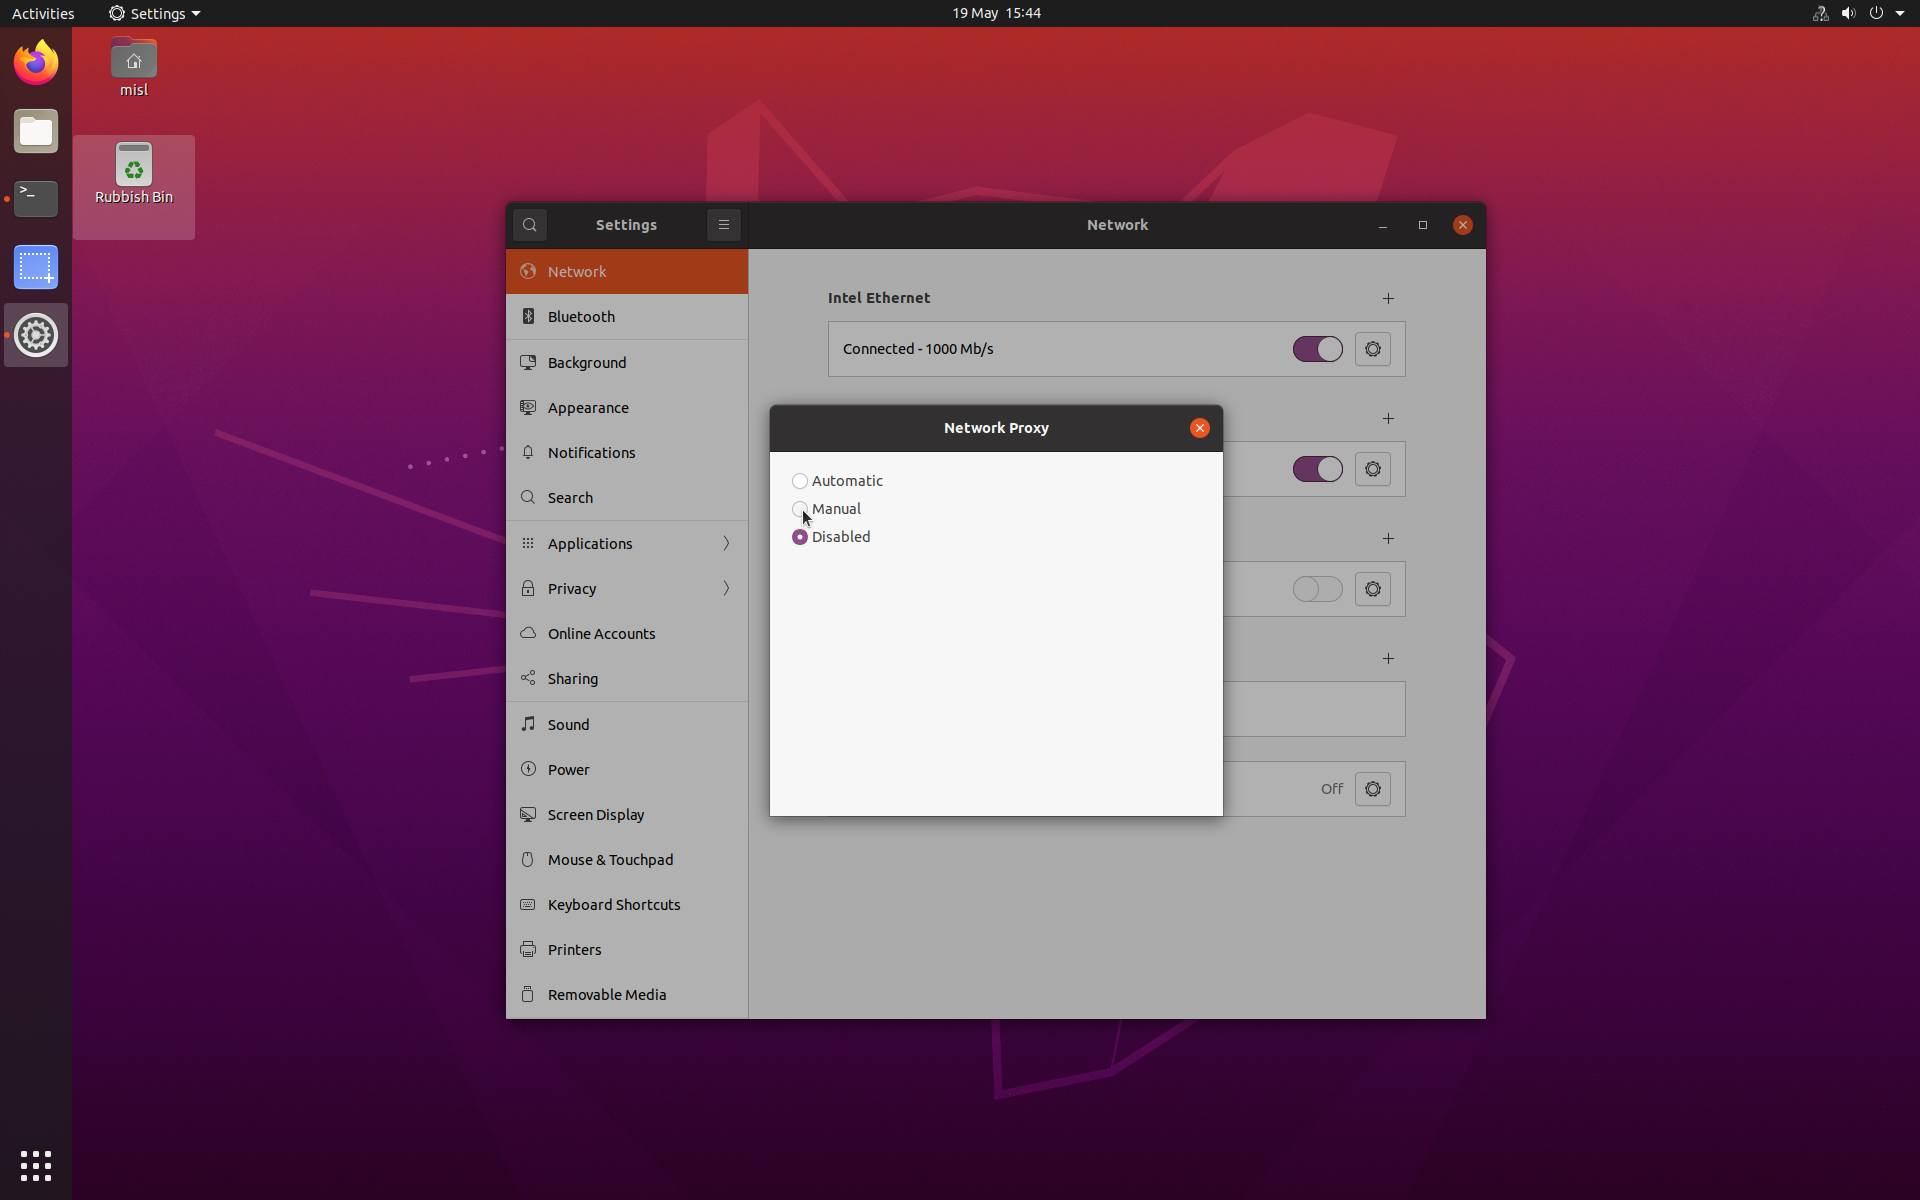 Activities
Settings
19 May 15:44
misl
Rubbish Bin
Settings
Network
Network
Bluetooth
Background
Appearance
Notifications
Search
Applications
Privacy
Online Accounts
Sharing
Sound
Power
Screen Display
Mouse & Touchpad
Keyboard Shortcuts
Printers
Removable Media
Intel Ethernet
Connected - 1000 Mb/s
Network Proxy
Automatic
Manual
Disabled
Off